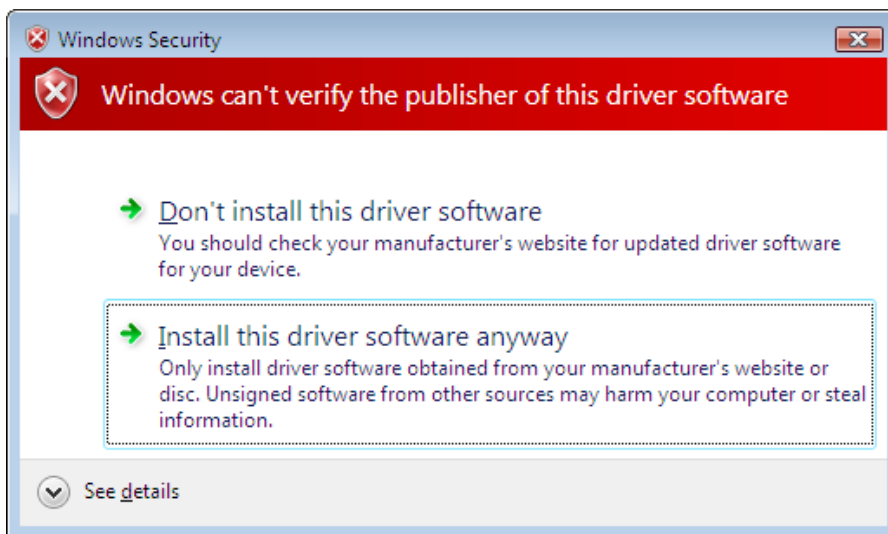 Windows Security
Windows can't verify the publisher of this driver software
Don't install this driver software
You should check your manufacturer's website for updated driver software
for your device.
Install this driver software anyway
Only install driver software obtained from your manufacturer's website or
disc. Unsigned software from other sources may harm your computer or steal
information.
See details